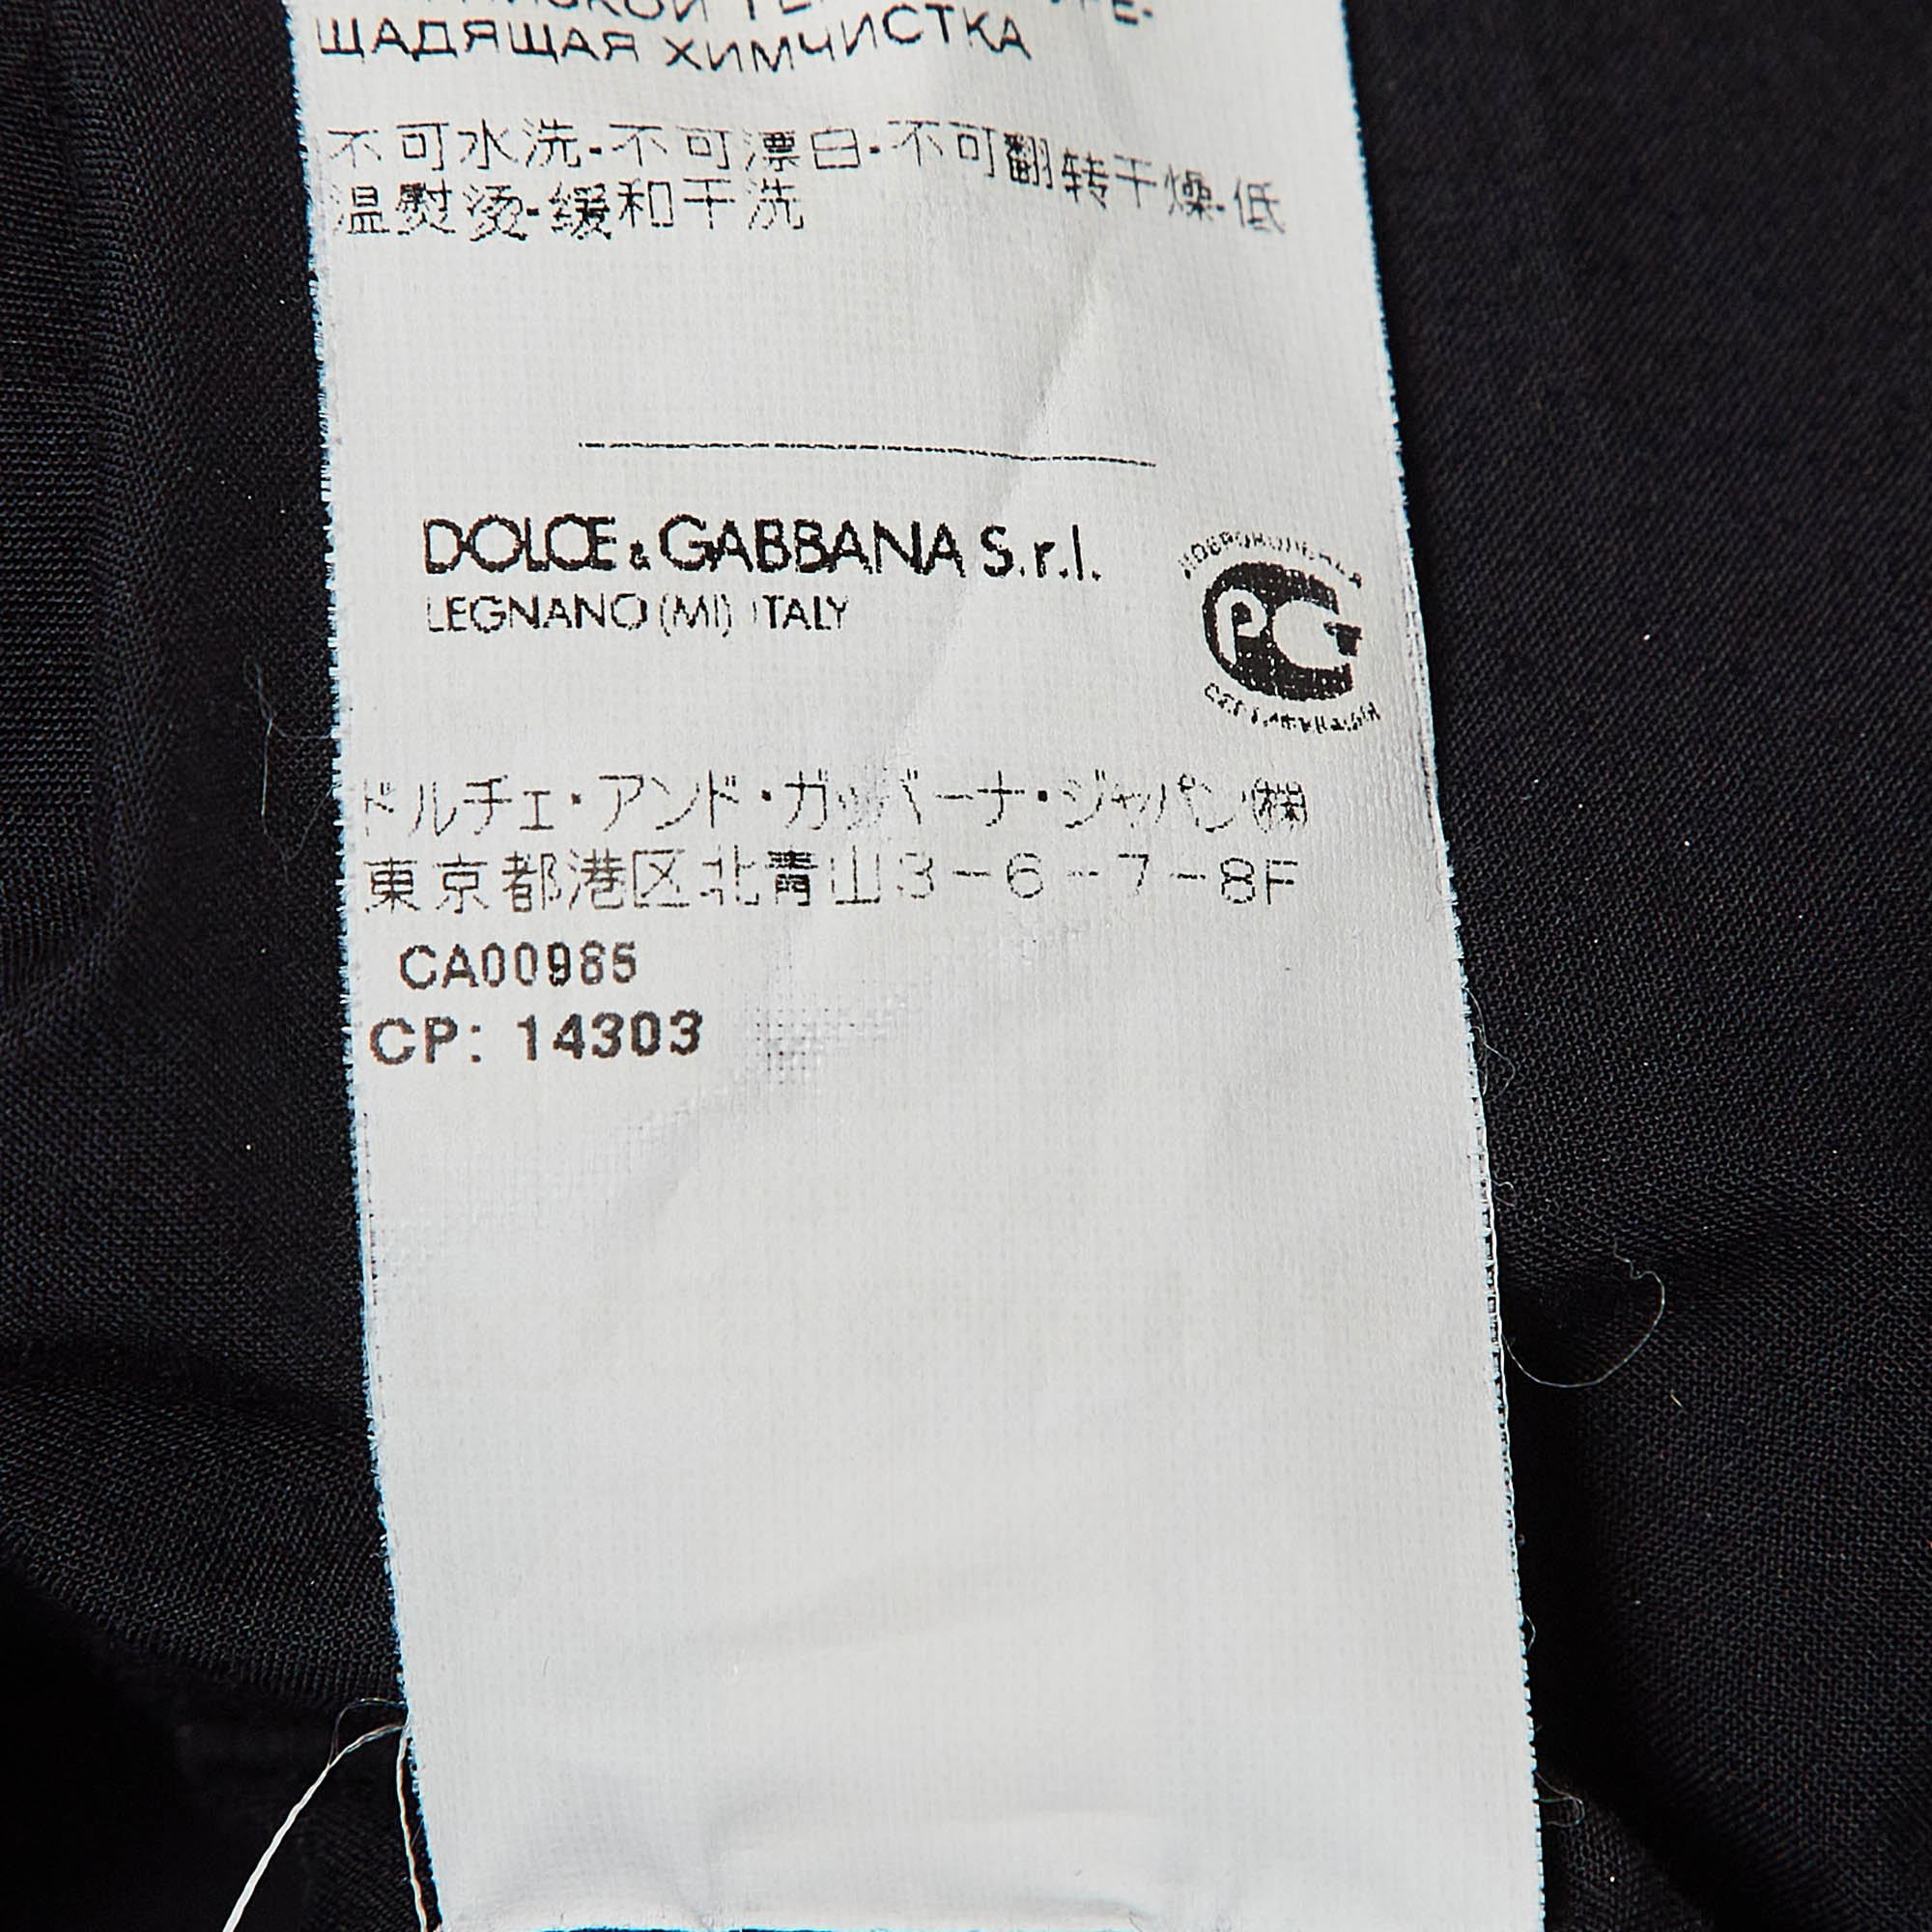 ЩАДЯЩАЯ ХИМЧИСТКА
不可水洗-不可漂白-不可翻转干燥-低
温熨烫-缓和干洗
DOLCE & GABBANA S.r.l.
LEGNANO (MI) ITALY
РС
ドルチェ・アンド・ガッバーナ・ジャパン㈱
東京都港区北青山3-6-7-8F
CA00985
CP: 14303